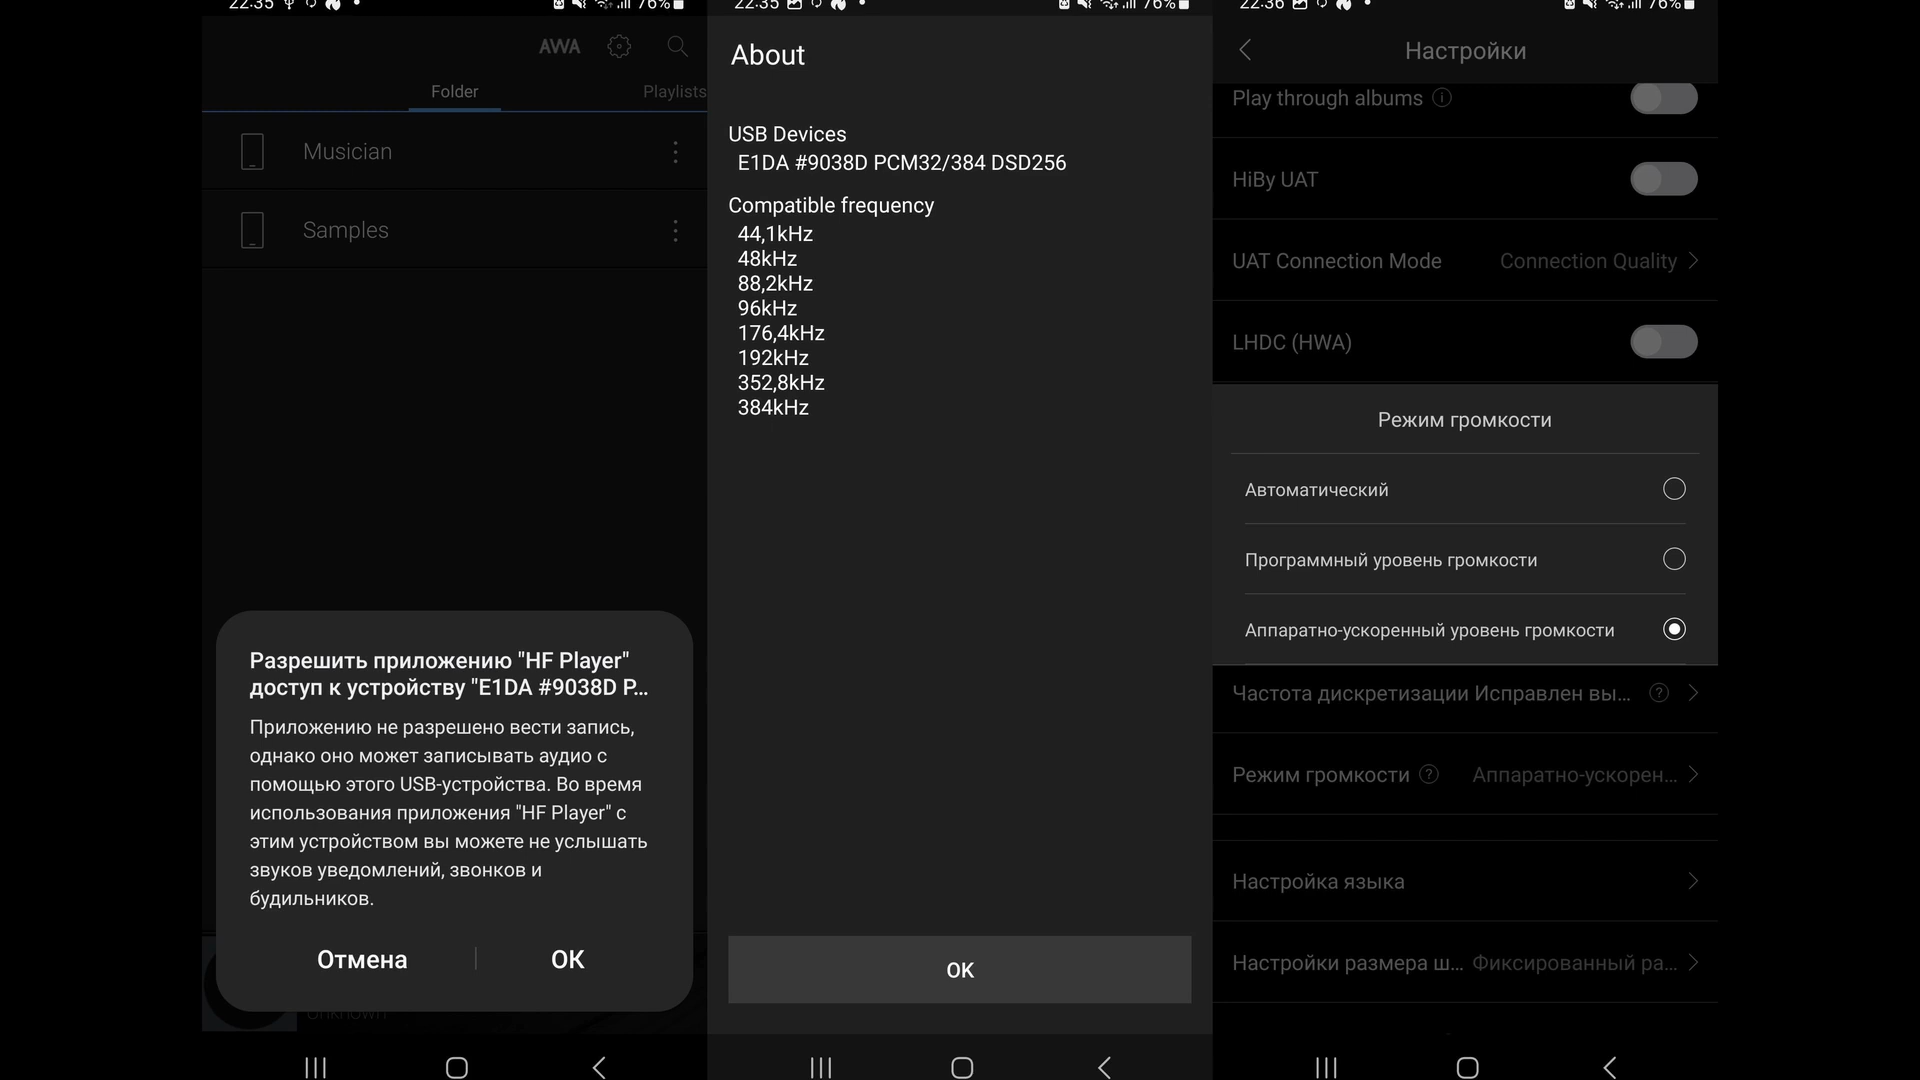 22:35
76%
AWA
Folder
Playlists
Musician
Samples
Разрешить приложению "HF Player"
доступ к устройству "E1DA #9038D P...
Приложению не разрешено вести запись,
однако оно может записывать аудио с
помощью этого USB-устройства. Во время
использования приложения "HF Player" с
этим устройством вы можете не услышать
звуков уведомлений, звонков и
будильников.
Отмена
ОК
Unknown
22:35
76%
About
USB Devices
E1DA #9038D PCM32/384 DSD256
Compatible frequency
44,1kHz
48kHz
88,2kHz
96kHz
176,4kHz
192kHz
352,8kHz
384kHz
OK
22:36
76%
Настройки
Play through albums
HiBy UAT
UAT Connection Mode Connection Quality
LHDC (HWA)
Режим громкости
Автоматический
Программный уровень громкости
Аппаратно-ускоренный уровень громкости
Частота дискретизации Исправлен вы...
Режим громкости Аппаратно-ускорен...
Настройка языка
Настройки размера ш... Фиксированный ра...